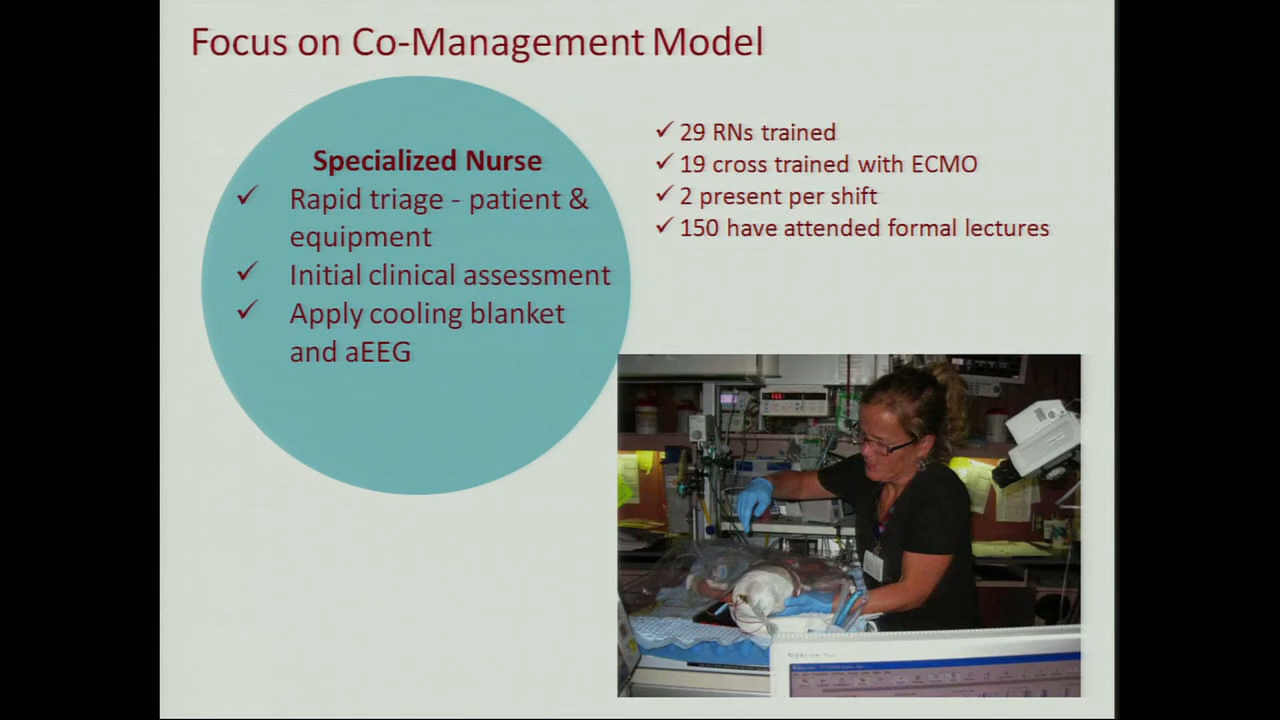 Focus on Co-Management Model
Specialized Nurse
✓ Rapid triage - patient &
equipment
✓ Initial clinical assessment
✓ Apply cooling blanket
and aEEG
✓ 29 RNs trained
✓ 19 cross trained with ECMO
✓ 2 present per shift
✓ 150 have attended formal lectures